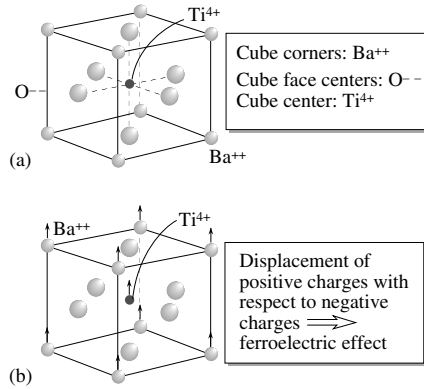 Ti⁴⁺
Cube corners: Ba⁺⁺
Cube face centers: O⁻⁻
Cube center: Ti⁴⁺
O⁻⁻
Ba⁺⁺
(a)
Ba⁺⁺
Ti⁴⁺
Displacement of
positive charges with
respect to negative
charges ⟹
ferroelectric effect
(b)